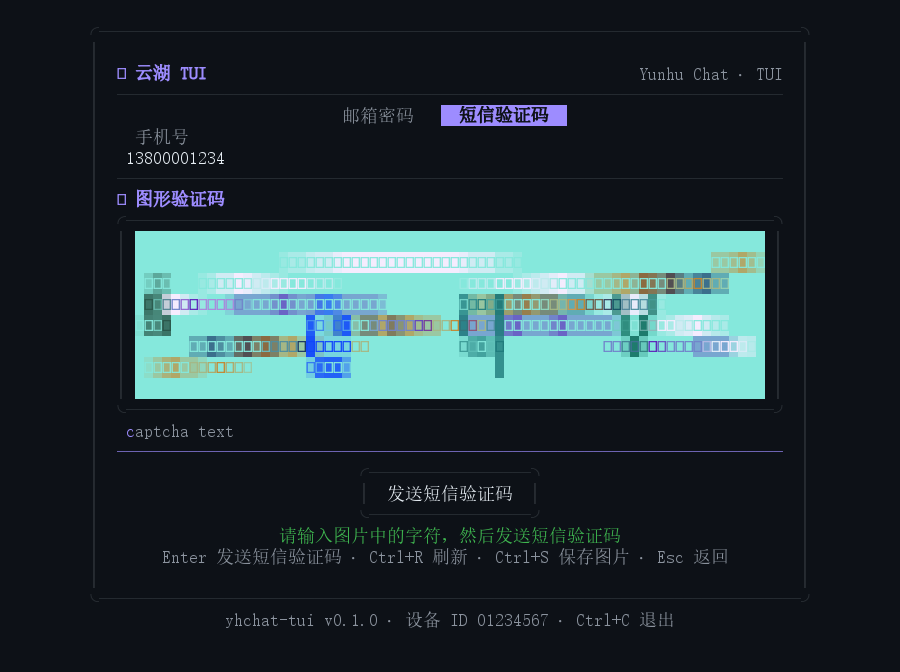 云湖 TUI
Yunhu Chat · TUI
邮箱密码 短信验证码
手机号
13800001234
图形验证码
captcha text
发送短信验证码
请输入图片中的字符，然后发送短信验证码
Enter 发送短信验证码 · Ctrl+R 刷新 · Ctrl+S 保存图片 · Esc 返回
yhchat-tui v0.1.0 · 设备 ID 01234567 · Ctrl+C 退出